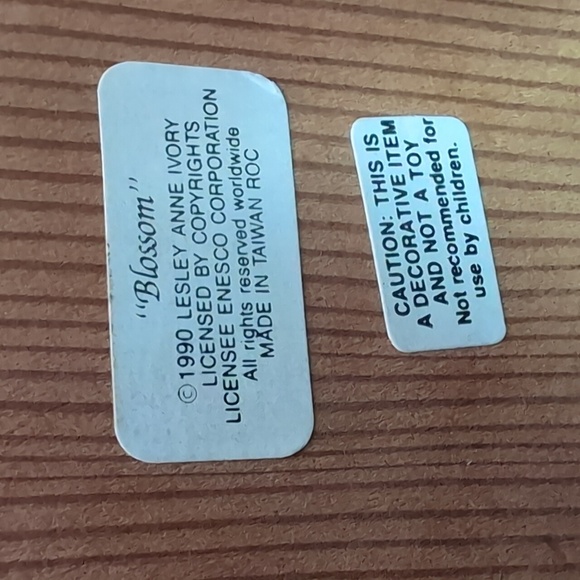 "Blossom"
©1990 LESLEY ANNE IVORY
LICENSED BY COPYRIGHTS
LICENSEE ENESCO CORPORATION
All rights reserved worldwide
MADE IN TAIWAN ROC
CAUTION: THIS IS
A DECORATIVE ITEM
AND NOT A TOY
Not recommended for
use by children.